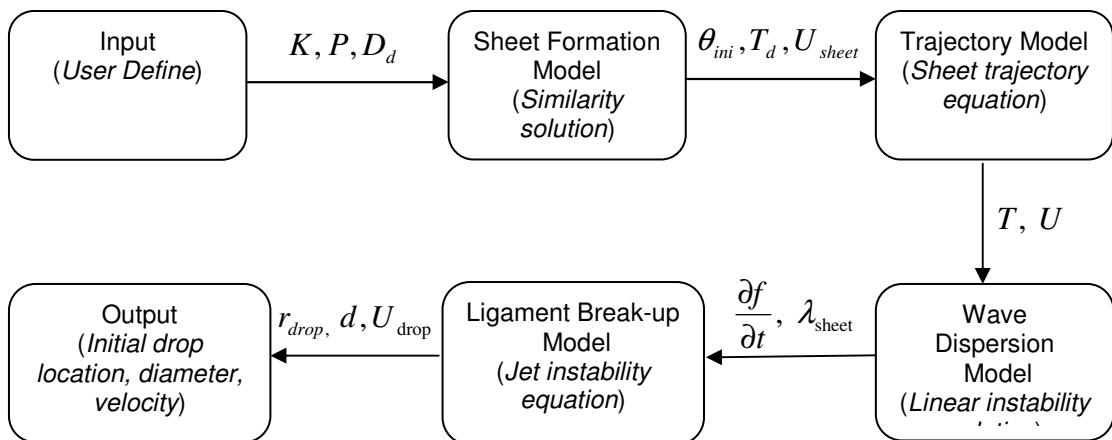 Input
(User Define)
K, P, D_d
Sheet Formation
Model
(Similarity
solution)
θ_ini, T_d, U_sheet
Trajectory Model
(Sheet trajectory
equation)
T, U
Wave
Dispersion
Model
(Linear instability
∂f/∂t, λ_sheet
Ligament Break-up
Model
(Jet instability
equation)
r_drop, d, U_drop
Output
(Initial drop
location, diameter,
velocity)